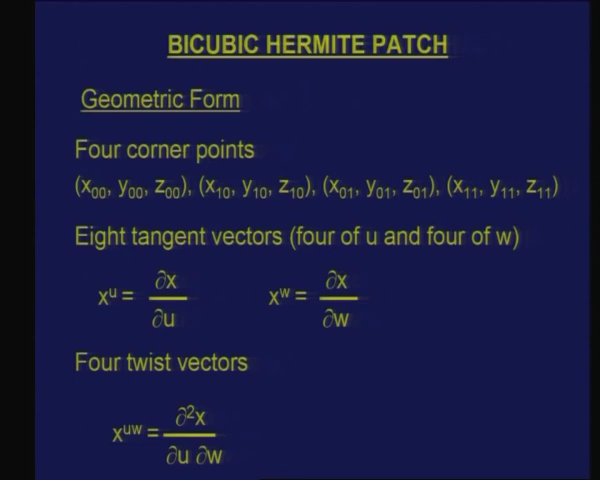 BICUBIC HERMITE PATCH
Geometric Form
Four corner points
(x₀₀, y₀₀, z₀₀), (x₁₀, y₁₀, z₁₀), (x₀₁, y₀₁, z₀₁), (x₁₁, y₁₁, z₁₁)
Eight tangent vectors (four of u and four of w)
xᵘ = ∂x/∂u xʷ = ∂x/∂w
Four twist vectors
xᵘʷ = ∂²x/∂u ∂w